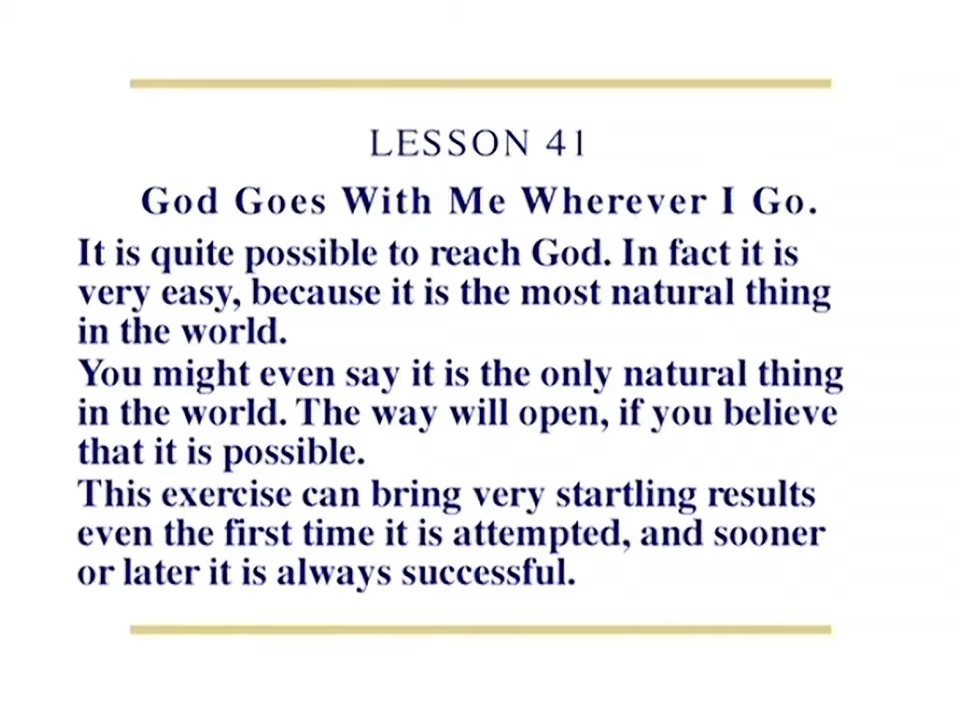 LESSON 41
God Goes With Me Wherever I Go.
It is quite possible to reach God. In fact it is
very easy, because it is the most natural thing
in the world.
You might even say it is the only natural thing
in the world. The way will open, if you believe
that it is possible.
This exercise can bring very startling results
even the first time it is attempted, and sooner
or later it is always successful.